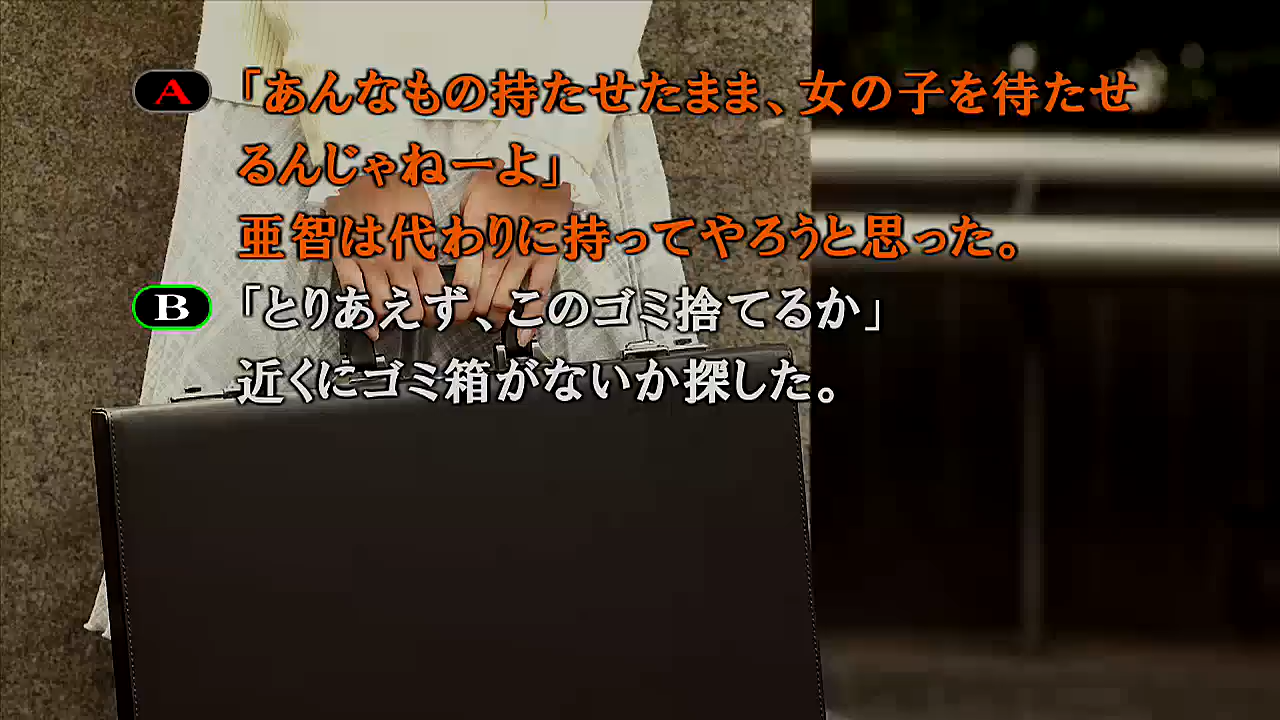 A 「あんなもの持たせたまま、女の子を待たせ
るんじゃねーよ」
亜智は代わりに持ってやろうと思った。
B 「とりあえず、このゴミ捨てるか」
近くにゴミ箱がないか探した。